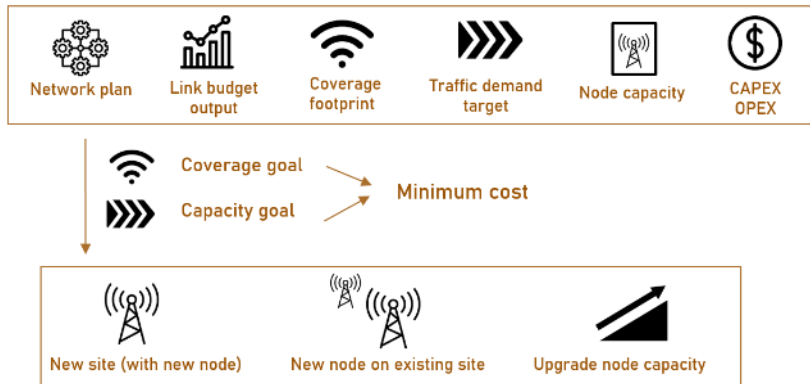 Network plan
Link budget
output
Coverage
footprint
Traffic demand
target
Node capacity
$
CAPEX
OPEX
Coverage goal
Capacity goal
Minimum cost
New site (with new node)
New node on existing site
Upgrade node capacity